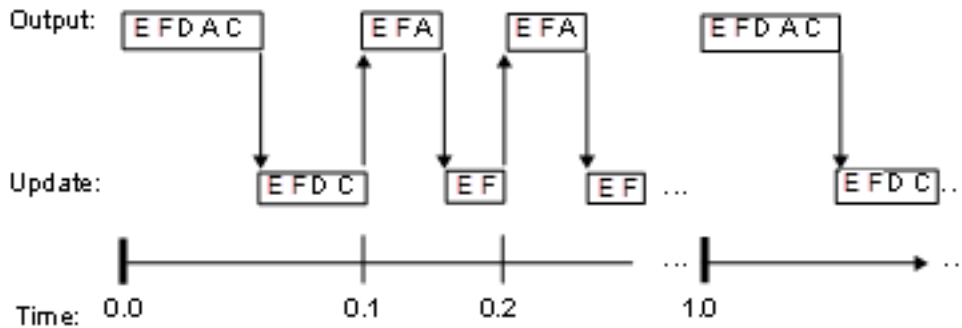 Output: E F D A C E F A E F A E F D A C
Update: E F D C E F E F ... E F D C ..
... ..
Time: 0.0 0.1 0.2 1.0